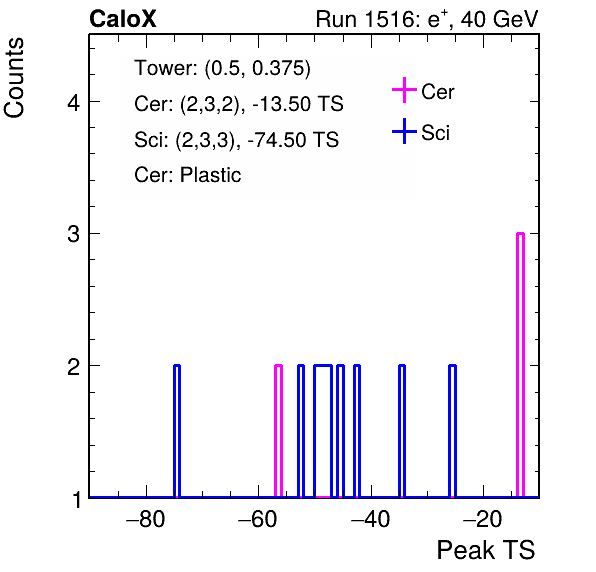 CaloX Run 1516: e+, 40 GeV
Counts
Tower: (0.5, 0.375)
Cer: (2,3,2), -13.50 TS
Sci: (2,3,3), -74.50 TS
Cer: Plastic
Cer
Sci
4
3
2
1
−80 −60 −40 −20
Peak TS